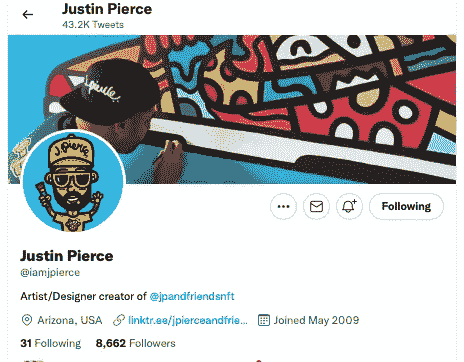 Justin Pierce
43.2K Tweets
J.Pierce
Following
Justin Pierce
@iamjpierce
Artist/Designer creator of @jpandfriendsnft
Arizona, USA linktr.ee/jpierceandfrie... Joined May 2009
31 Following 8,662 Followers